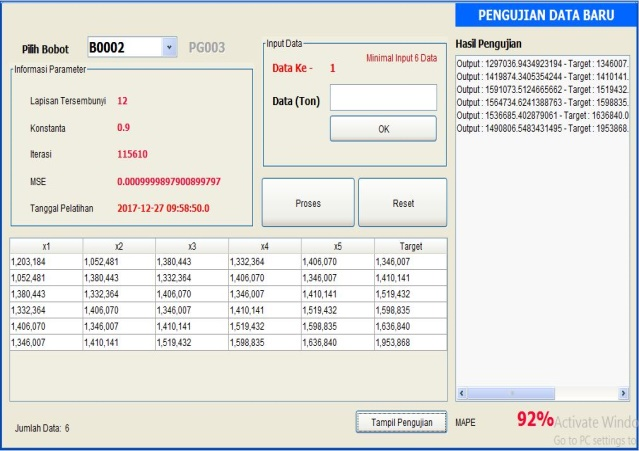 PENGUJIAN DATA BARU
Pilih Bobot B0002 PG003
Informasi Parameter
Lapisan Tersembunyi 12
Konstanta 0.9
Iterasi 115610
MSE 0.0009999897900899797
Tanggal Pelatihan 2017-12-27 09:58:50.0
Input Data
Minimal Input 6 Data
Data Ke - 1
Data (Ton)
OK
Proses Reset
Hasil Pengujian
Output : 1297036.9434923194 - Target : 1346007.
Output : 1419874.3405354244 - Target : 1410141.
Output : 1591073.5124665662 - Target : 1519432.
Output : 1564734.6241388763 - Target : 1598835.
Output : 1536685.402879061 - Target : 1636840.0
Output : 1490806.5483431495 - Target : 1953868.
x1 x2 x3 x4 x5 Target
1,203,184 1,052,481 1,380,443 1,332,364 1,406,070 1,346,007
1,052,481 1,380,443 1,332,364 1,406,070 1,346,007 1,410,141
1,380,443 1,332,364 1,406,070 1,346,007 1,410,141 1,519,432
1,332,364 1,406,070 1,346,007 1,410,141 1,519,432 1,598,835
1,406,070 1,346,007 1,410,141 1,519,432 1,598,835 1,636,840
1,346,007 1,410,141 1,519,432 1,598,835 1,636,840 1,953,868
Jumlah Data: 6
Tampil Pengujian
MAPE 92%
Activate Windo
Go to PC settings to